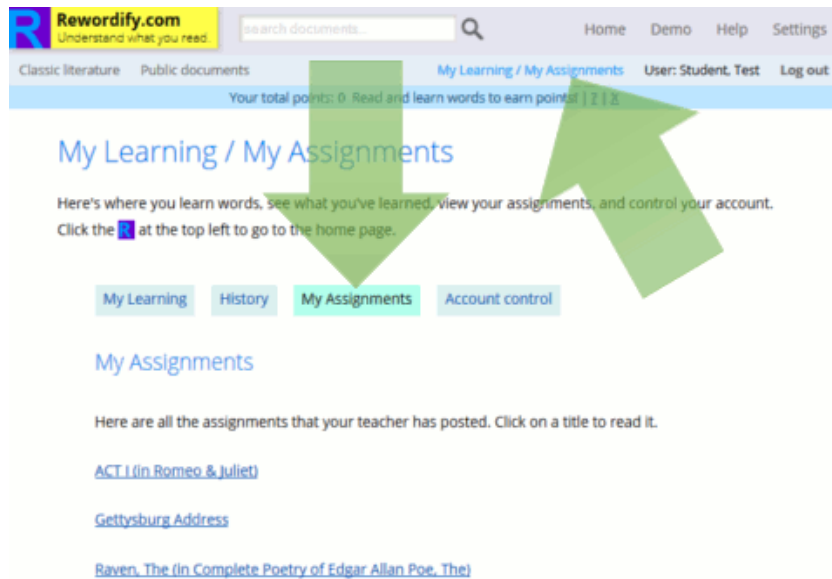 R Rewordify.com
Understand what you read.
search documents...
Home Demo Help Settings
Classic literature Public documents My Learning / My Assignments User: Student, Test Log out
Your total points: 0 Read and learn words to earn points! | ? | X
My Learning / My Assignments
Here's where you learn words, see what you've learned, view your assignments, and control your account.
Click the R at the top left to go to the home page.
My Learning History My Assignments Account control
My Assignments
Here are all the assignments that your teacher has posted. Click on a title to read it.
ACT I (in Romeo & Juliet)
Gettysburg Address
Raven, The (in Complete Poetry of Edgar Allan Poe, The)